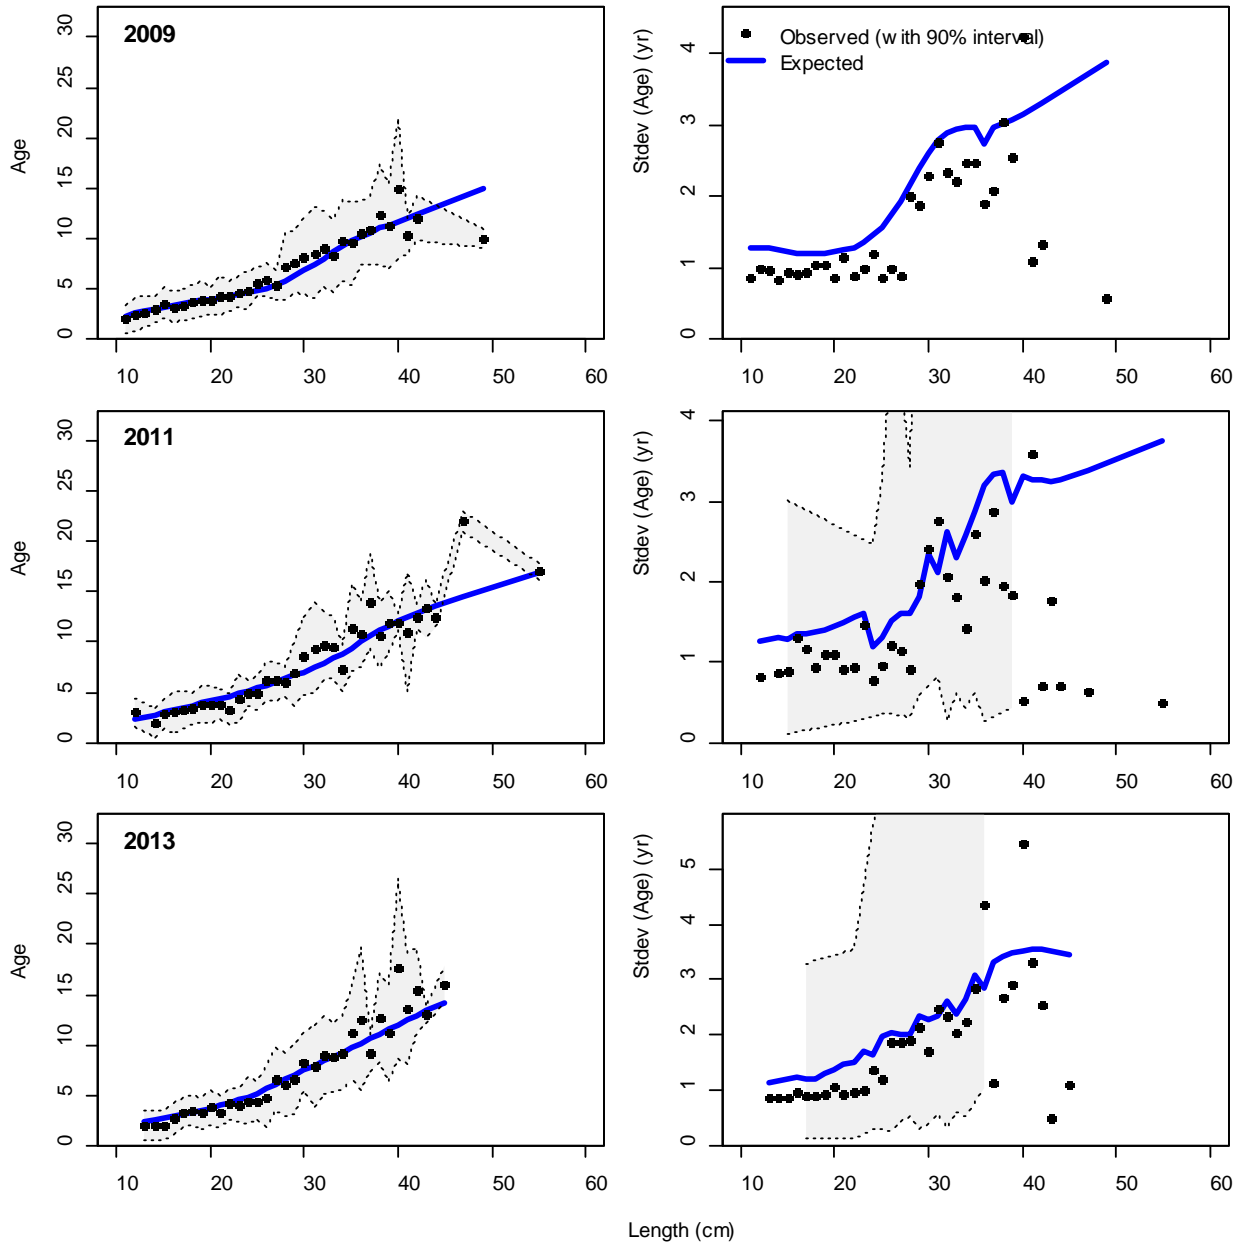 2009
Age
0 5 10 15 20 25 30
10 20 30 40 50 60
Observed (with 90% interval)
Expected
Stdev (Age) (yr)
0 1 2 3 4
10 20 30 40 50 60
2011
Age
0 5 10 15 20 25 30
10 20 30 40 50 60
Stdev (Age) (yr)
0 1 2 3 4
10 20 30 40 50 60
2013
Age
0 5 10 15 20 25 30
10 20 30 40 50 60
Stdev (Age) (yr)
0 1 2 3 4 5
10 20 30 40 50 60
Length (cm)